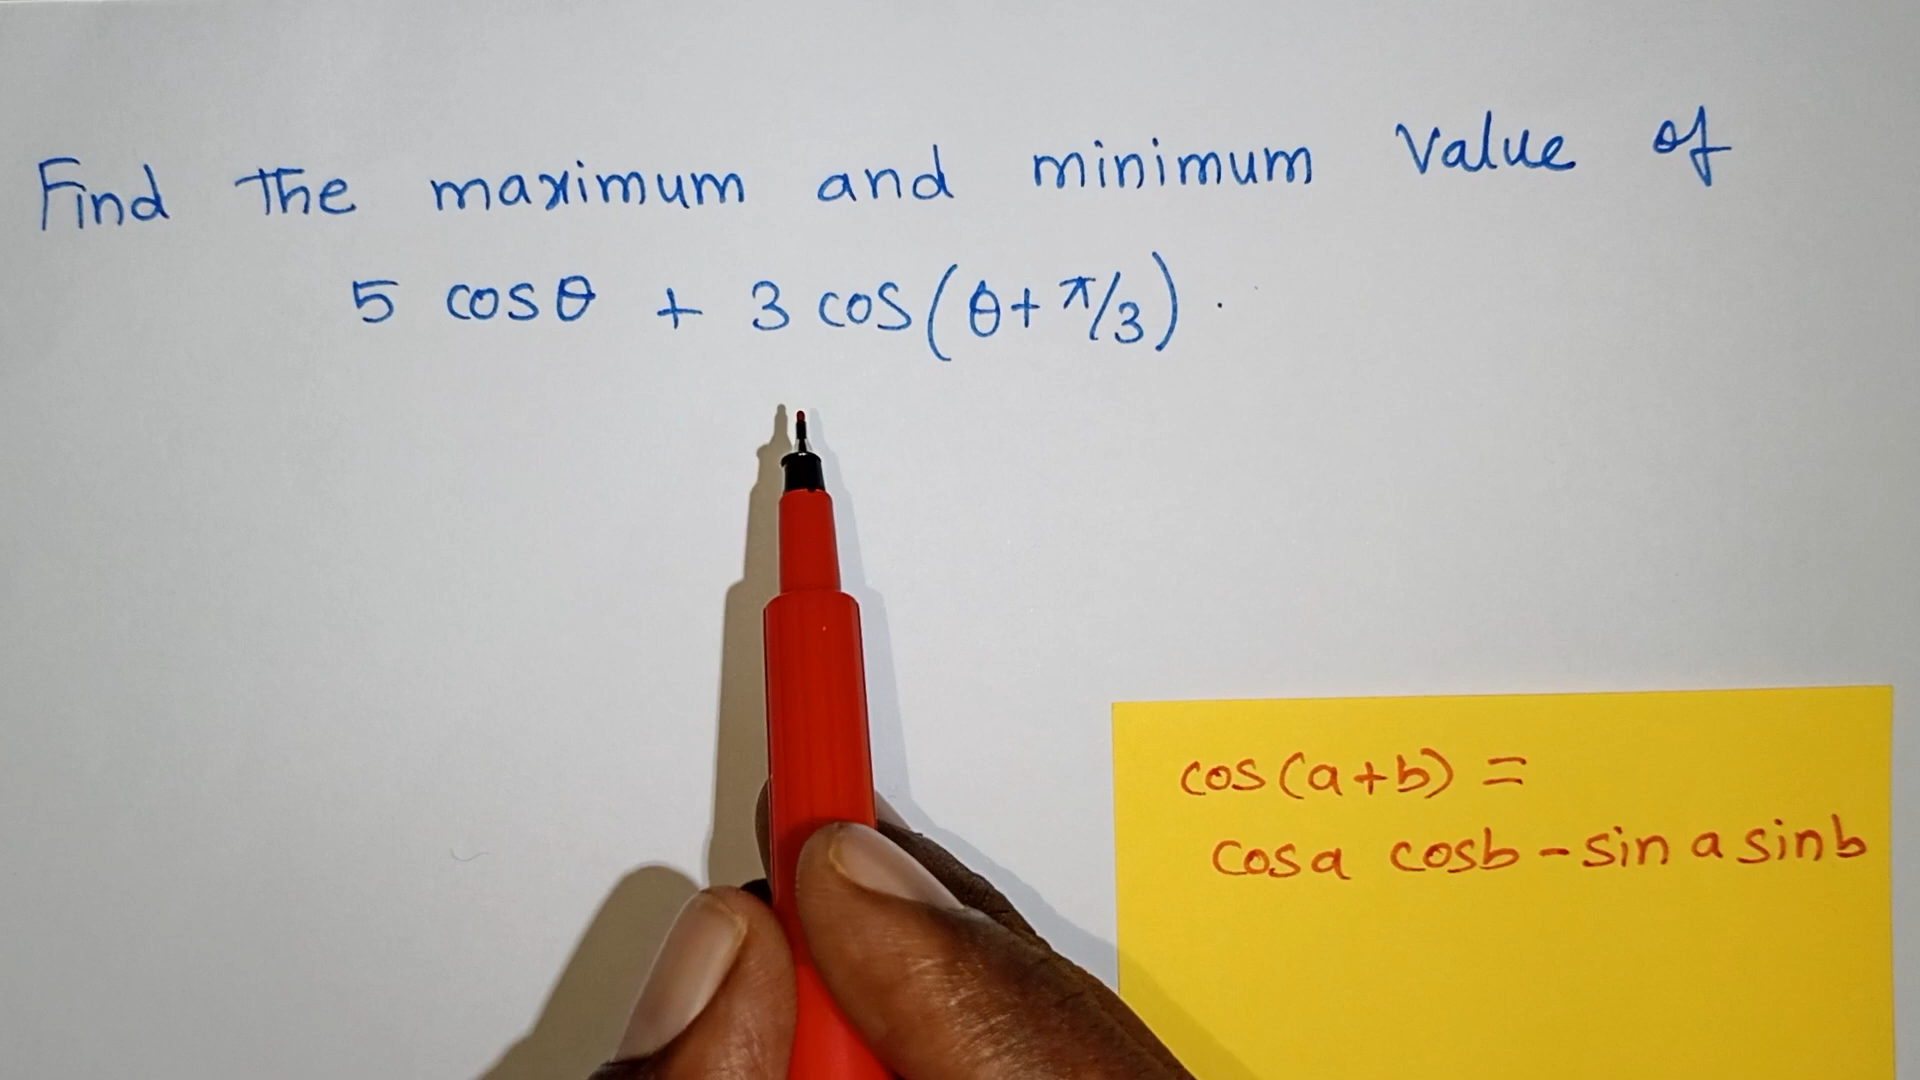 Find the maximum and minimum value of
5 cosθ + 3 cos(θ+π/3).
cos(a+b) =
cosa cosb-sin a sinb